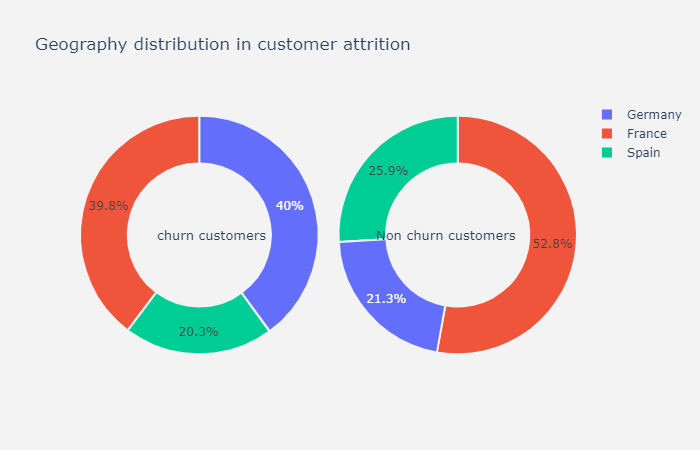 Geography distribution in customer attrition
Germany
France
Spain
39.8%
40%
churn customers
20.3%
25.9%
Non churn customers
52.8%
21.3%